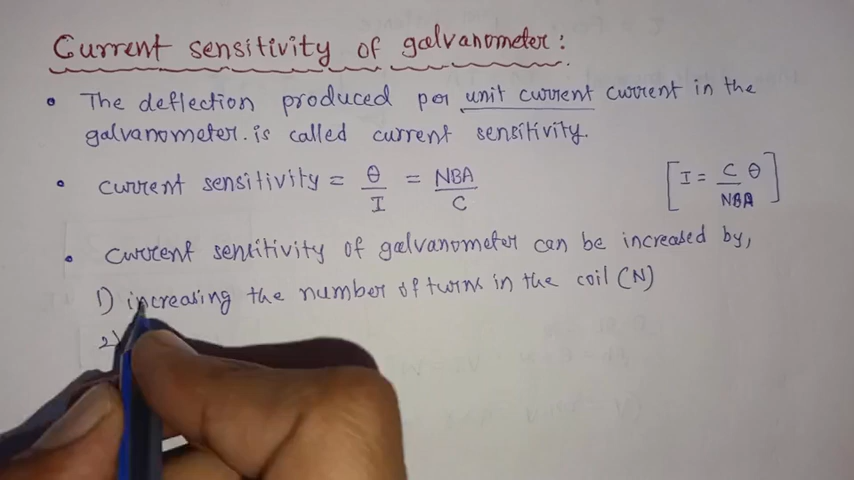 Current sensitivity of galvanometer:
• The deflection produced per unit current current in the
galvanometer. is called current sensitivity.
• current sensitivity = θ/I = NBA/C [I = C/NBA θ]
• current sensitivity of galvanometer can be increased by,
1) increasing the number of turns in the coil (N)
2)